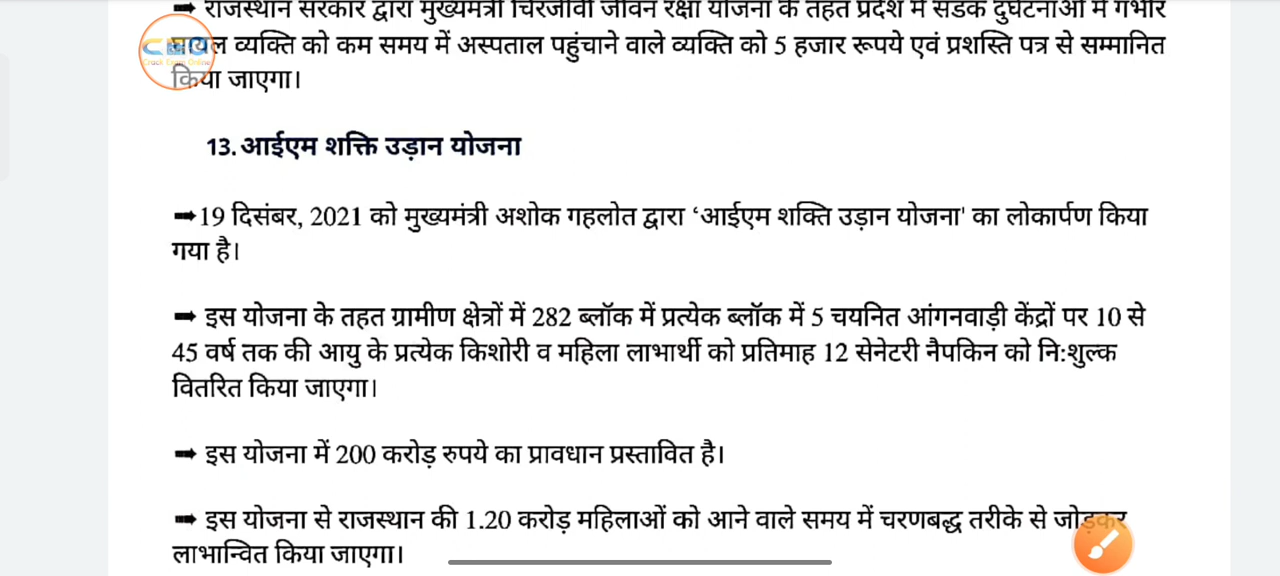 ➡ राजस्थान सरकार द्वारा मुख्यमंत्री चिरंजीवी जीवन रक्षा योजना के तहत प्रदेश में सडक दुर्घटनाओं में गंभीर
घायल व्यक्ति को कम समय में अस्पताल पहुंचाने वाले व्यक्ति को 5 हजार रूपये एवं प्रशस्ति पत्र से सम्मानित
Crack Exam Online
किया जाएगा।
13. आईएम शक्ति उड़ान योजना
➡19 दिसंबर, 2021 को मुख्यमंत्री अशोक गहलोत द्वारा ‘आईएम शक्ति उड़ान योजना' का लोकार्पण किया
गया है।
➡ इस योजना के तहत ग्रामीण क्षेत्रों में 282 ब्लॉक में प्रत्येक ब्लॉक में 5 चयनित आंगनवाड़ी केंद्रों पर 10 से
45 वर्ष तक की आयु के प्रत्येक किशोरी व महिला लाभार्थी को प्रतिमाह 12 सेनेटरी नैपकिन को नि:शुल्क
वितरित किया जाएगा।
➡ इस योजना में 200 करोड़ रुपये का प्रावधान प्रस्तावित है।
➡ इस योजना से राजस्थान की 1.20 करोड़ महिलाओं को आने वाले समय में चरणबद्ध तरीके से जोड़कर
लाभान्वित किया जाएगा।